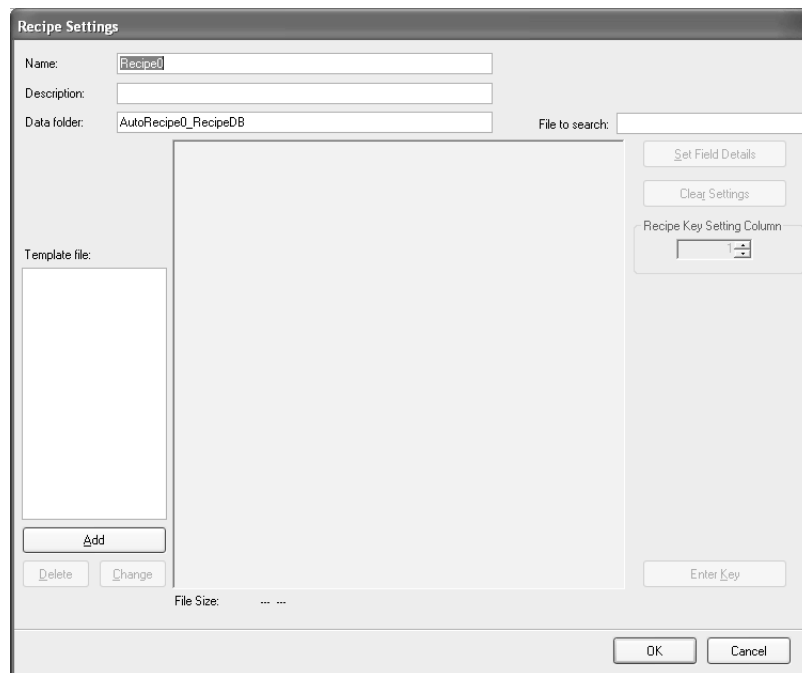 Recipe Settings
Name: Recipe0
Description:
Data folder: AutoRecipe0_RecipeDB
File to search:
Set Field Details
Clear Settings
Recipe Key Setting Column
1
Template file:
Add
Delete Change
Enter Key
File Size: --- ---
OK Cancel